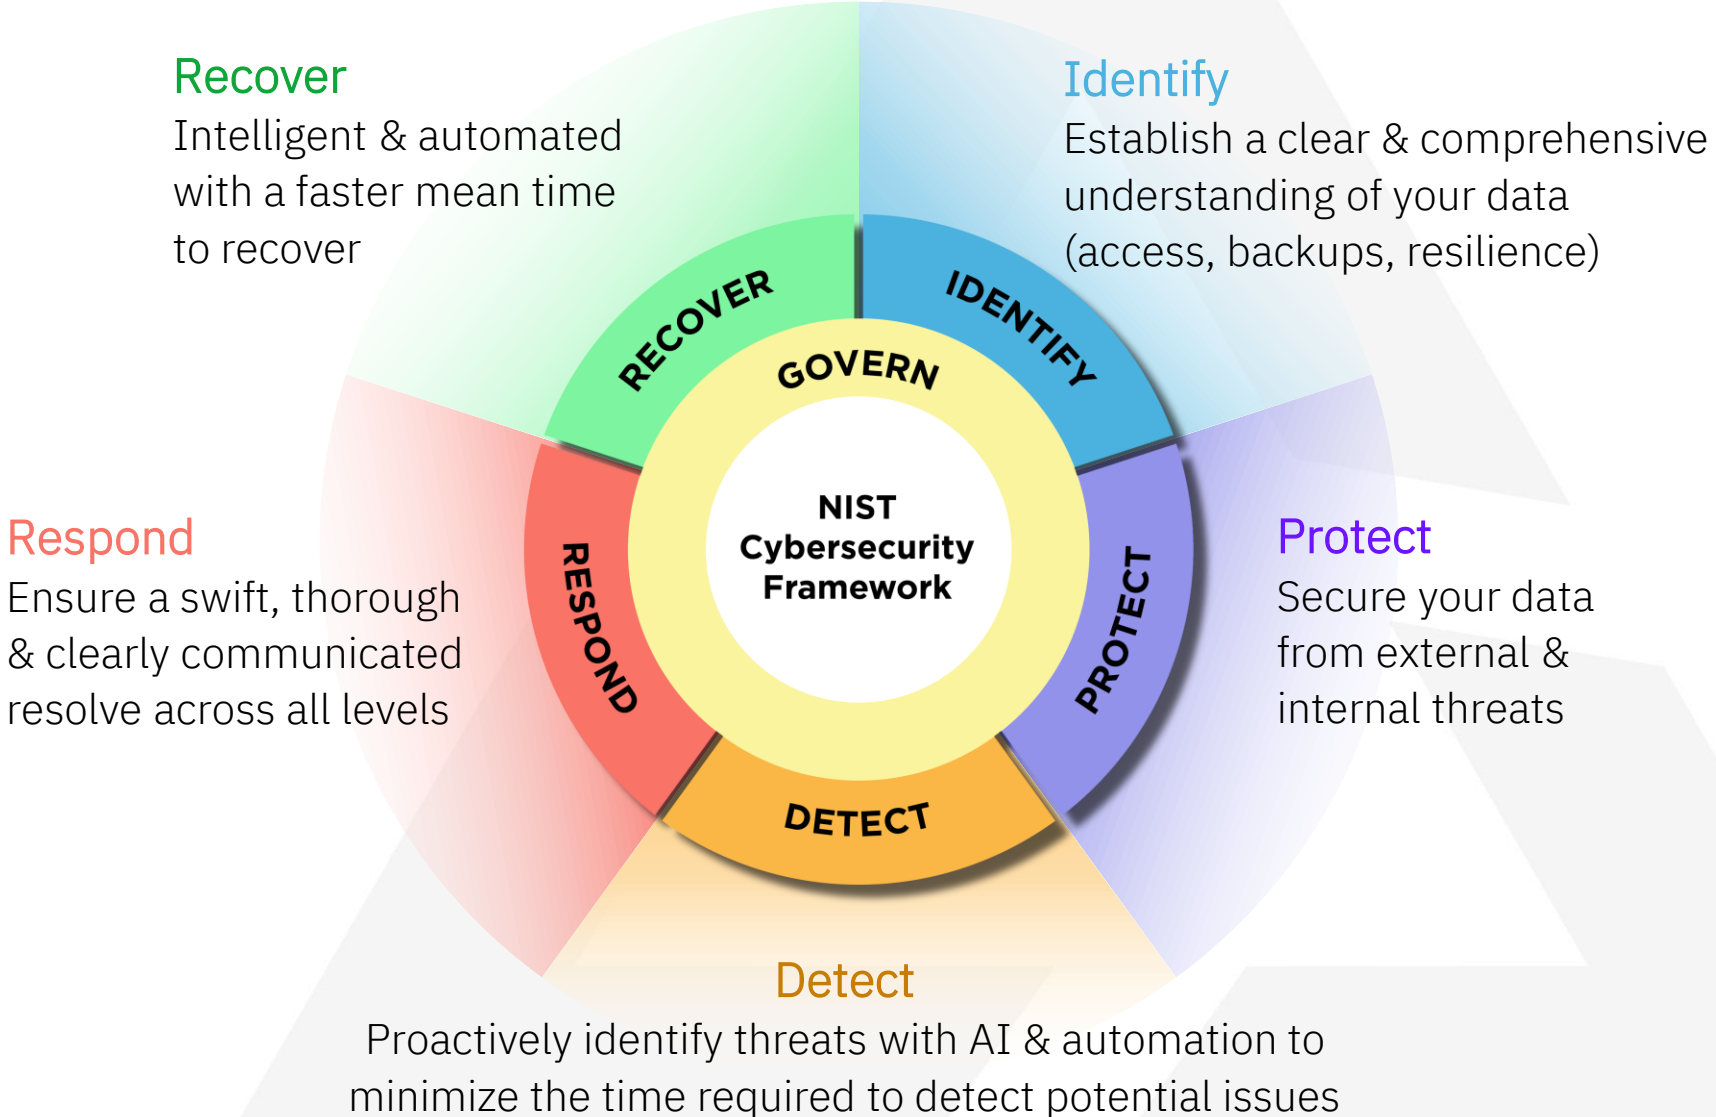 Recover
Intelligent & automated
with a faster mean time
to recover
Identify
Establish a clear & comprehensive
understanding of your data
(access, backups, resilience)
RECOVER
IDENTIFY
GOVERN
NIST
Cybersecurity
Framework
RESPOND
PROTECT
DETECT
Respond
Ensure a swift, thorough
& clearly communicated
resolve across all levels
Protect
Secure your data
from external &
internal threats
Detect
Proactively identify threats with AI & automation to
minimize the time required to detect potential issues